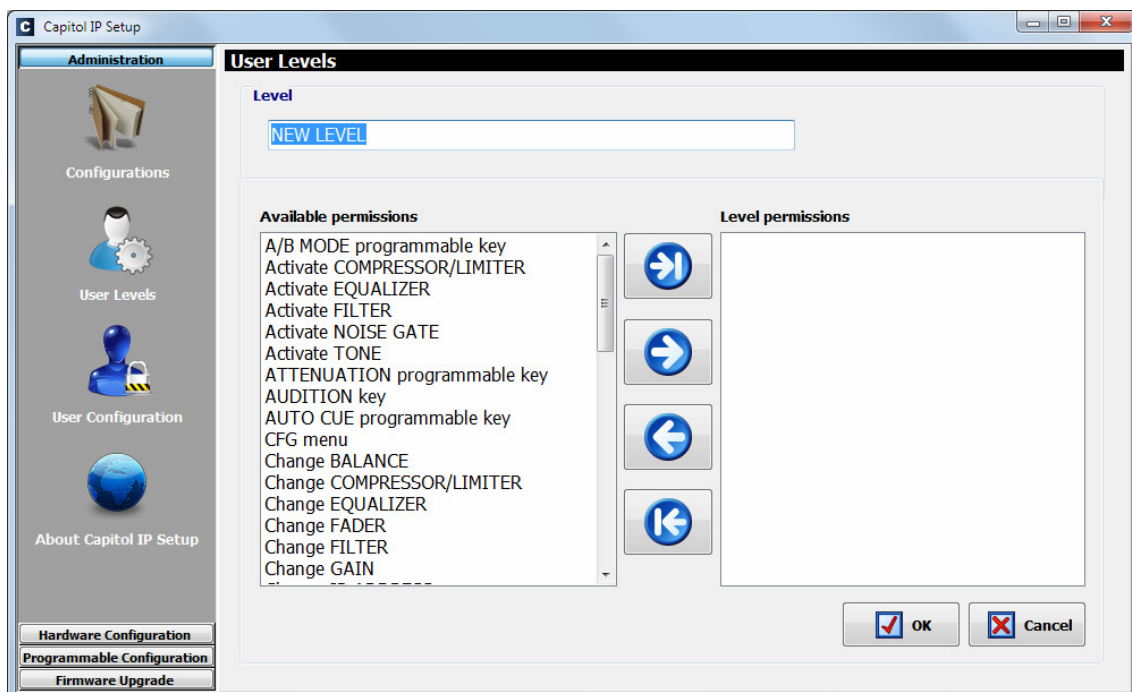 Capitol IP Setup
Administration
Configurations
User Levels
User Configuration
About Capitol IP Setup
Hardware Configuration
Programmable Configuration
Firmware Upgrade
User Levels
Level
NEW LEVEL
Available permissions
A/B MODE programmable key
Activate COMPRESSOR/LIMITER
Activate EQUALIZER
Activate FILTER
Activate NOISE GATE
Activate TONE
ATTENUATION programmable key
AUDITION key
AUTO CUE programmable key
CFG menu
Change BALANCE
Change COMPRESSOR/LIMITER
Change EQUALIZER
Change FADER
Change FILTER
Change GAIN
Level permissions
OK
Cancel